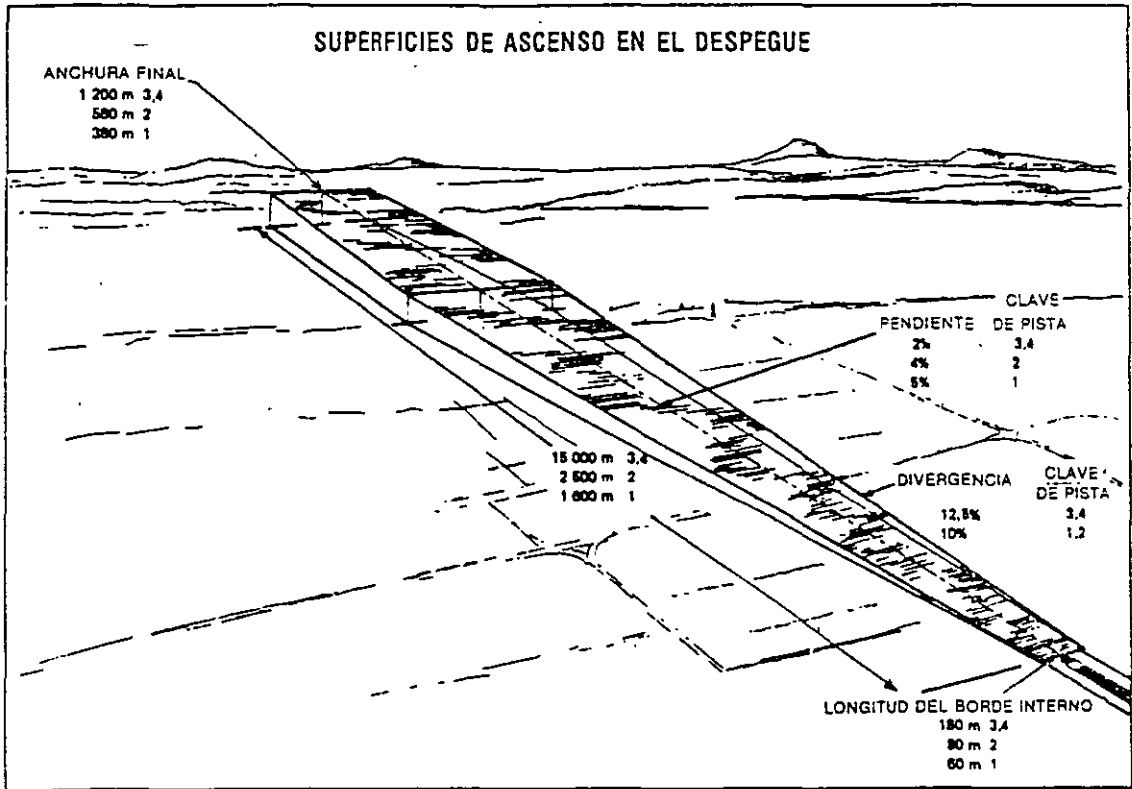 SUPERFICIES DE ASCENSO EN EL DESPEGUE
ANCHURA FINAL
1 200 m 3,4
580 m 2
380 m 1
CLAVE
PENDIENTE DE PISTA
2% 3,4
4% 2
5% 1
15 000 m 3,4
2 500 m 2
1 600 m 1
DIVERGENCIA CLAVE
DE PISTA
12,5% 3,4
10% 1,2
LONGITUD DEL BORDE INTERNO
180 m 3,4
80 m 2
60 m 1